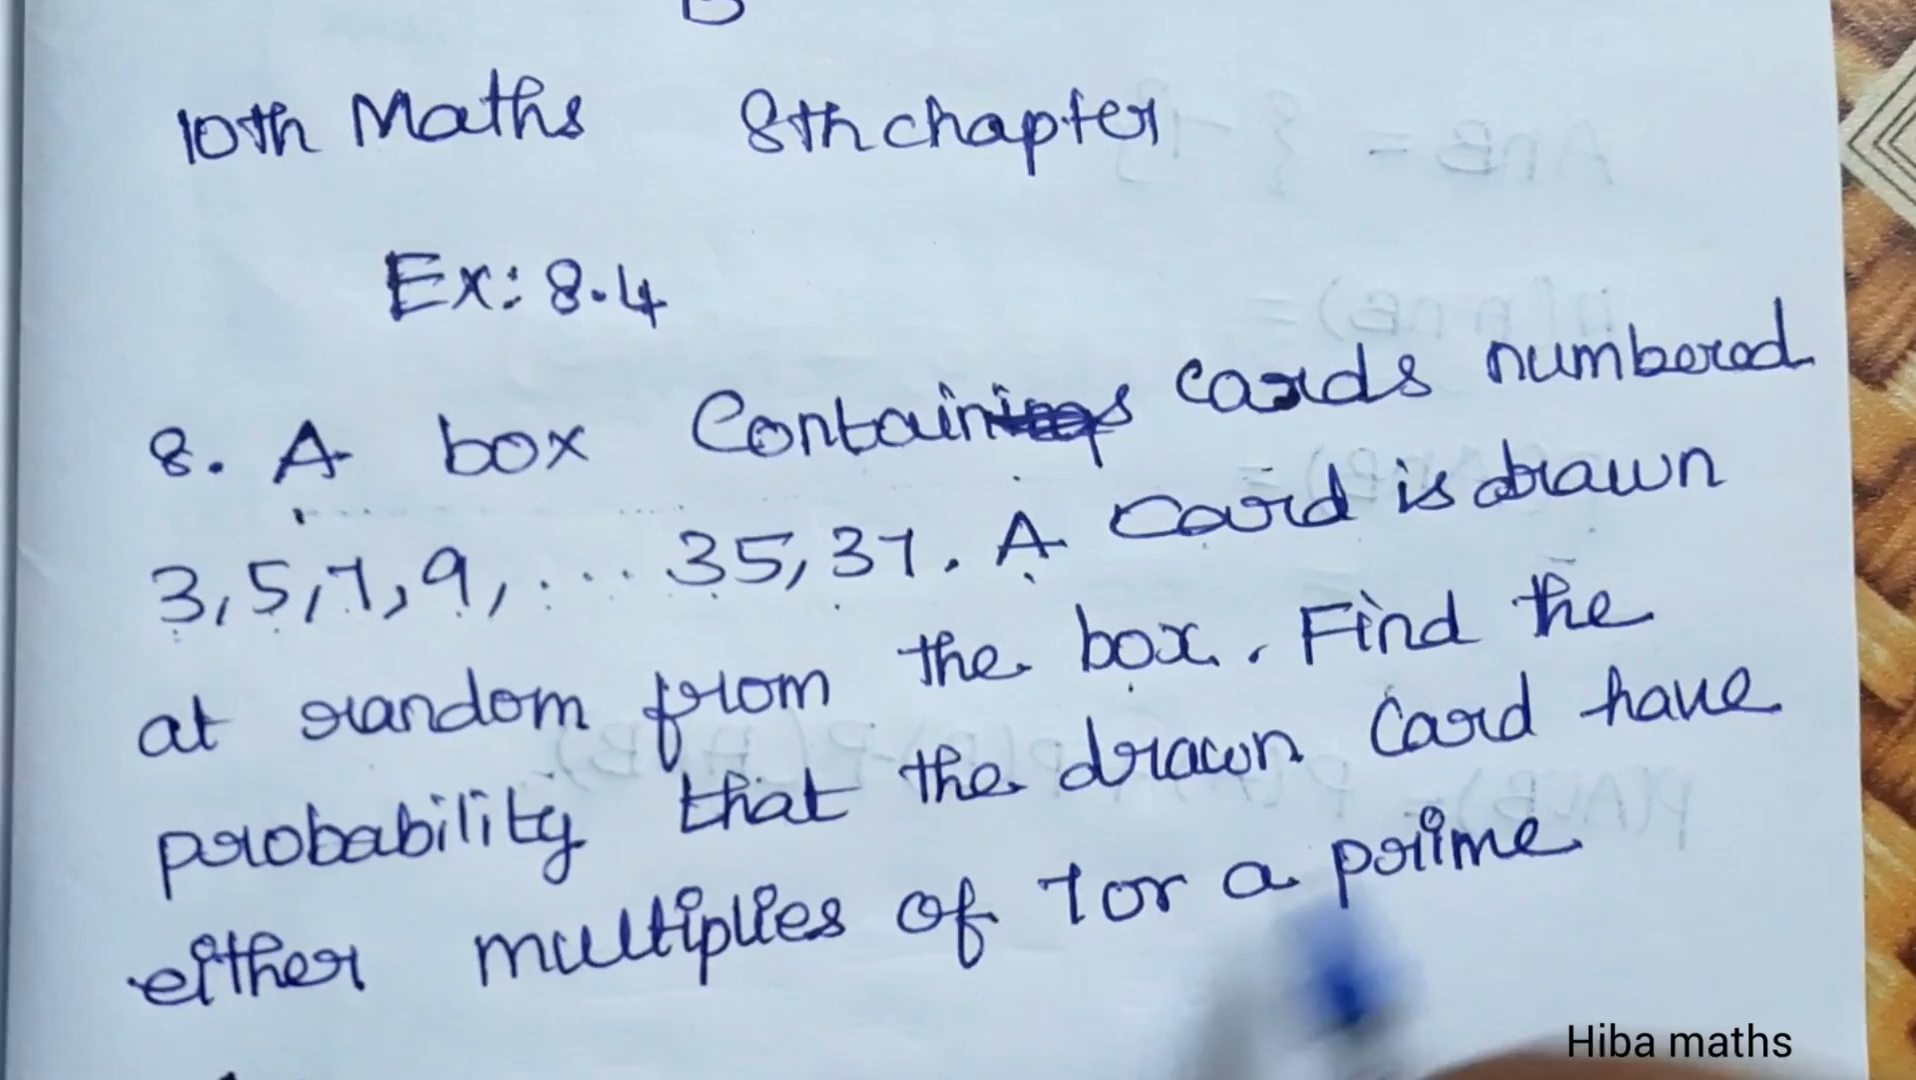 10th Maths 8th chapter
Ex: 8.4
8. A box Contains cards numbered
3,5,7,9,... 35,37. A Card is drawn
at random from the box. Find the
probability that the drawn Card have
either multiples of 7 or a prime
Hiba maths